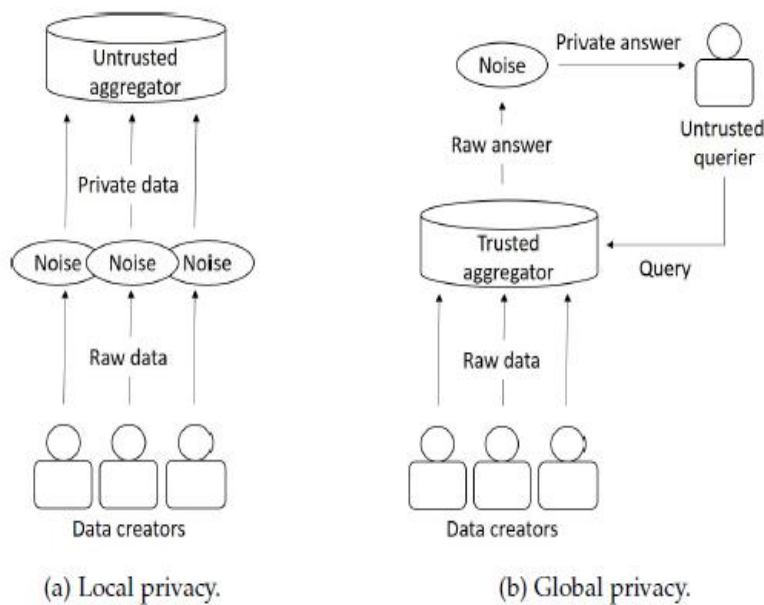 Untrusted
aggregator
Private data
Noise Noise Noise
Raw data
Data creators
(a) Local privacy.
Private answer
Noise
Untrusted
querier
Raw answer
Trusted
aggregator
Query
Raw data
Data creators
(b) Global privacy.